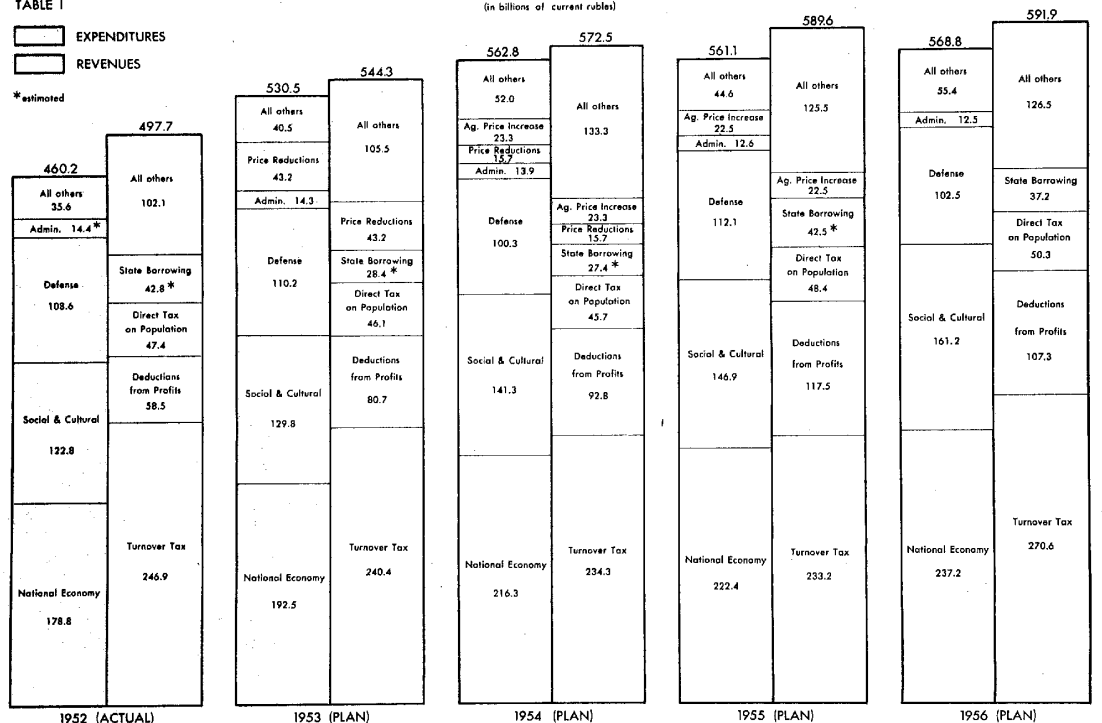 TABLE I
(in billions of current rubles)
EXPENDITURES
REVENUES
*estimated
460.2
All others
35.6
Admin. 14.4*
Defense
108.6
Social & Cultural
122.8
National Economy
178.8
497.7
All others
102.1
State Borrowing
42.8*
Direct Tax
on Population
47.4
Deductions
from Profits
58.5
Turnover Tax
246.9
1952 (ACTUAL)
530.5
All others
40.5
Price Reductions
43.2
Admin. 14.3
Defense
110.2
Social & Cultural
129.8
National Economy
192.5
544.3
All others
105.5
Price Reductions
43.2
State Borrowing
28.4*
Direct Tax
on Population
46.1
Deductions
from Profits
80.7
Turnover Tax
240.4
1953 (PLAN)
562.8
All others
52.0
Ag. Price Increase
23.3
Price Reductions
15.7
Admin. 13.9
Defense
100.3
Social & Cultural
141.3
National Economy
216.3
572.5
All others
133.3
Ag. Price Increase
23.3
Price Reductions
15.7
State Borrowing
27.4*
Direct Tax
on Population
45.7
Deductions
from Profits
92.8
Turnover Tax
234.3
1954 (PLAN)
561.1
All others
44.6
Ag. Price Increase
22.5
Admin. 12.6
Defense
112.1
Social & Cultural
146.9
National Economy
222.4
589.6
All others
125.5
Ag. Price Increase
22.5
State Borrowing
42.5*
Direct Tax
on Population
48.4
Deductions
from Profits
117.5
Turnover Tax
233.2
1955 (PLAN)
568.8
All others
55.4
Admin. 12.5
Defense
102.5
Social & Cultural
161.2
National Economy
237.2
591.9
All others
126.5
State Borrowing
37.2
Direct Tax
on Population
50.3
Deductions
from Profits
107.3
Turnover Tax
270.6
1956 (PLAN)